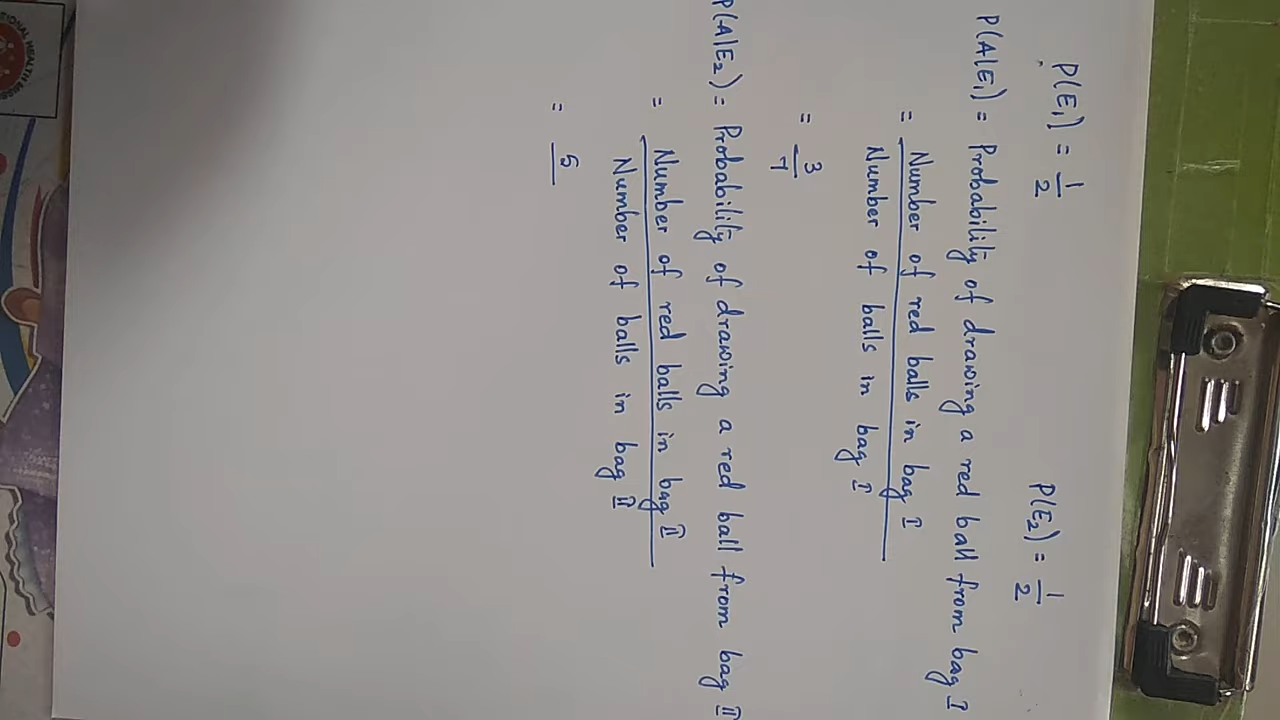 P(E₁) = 1/2 P(E₂) = 1/2
P(A|E₁) = Probability of drawing a red ball from bag I
= Number of red balls in bag I
Number of balls in bag I
= 3/7
P(A|E₂) = Probability of drawing a red ball from bag II
= Number of red balls in bag II
Number of balls in bag II
= 5